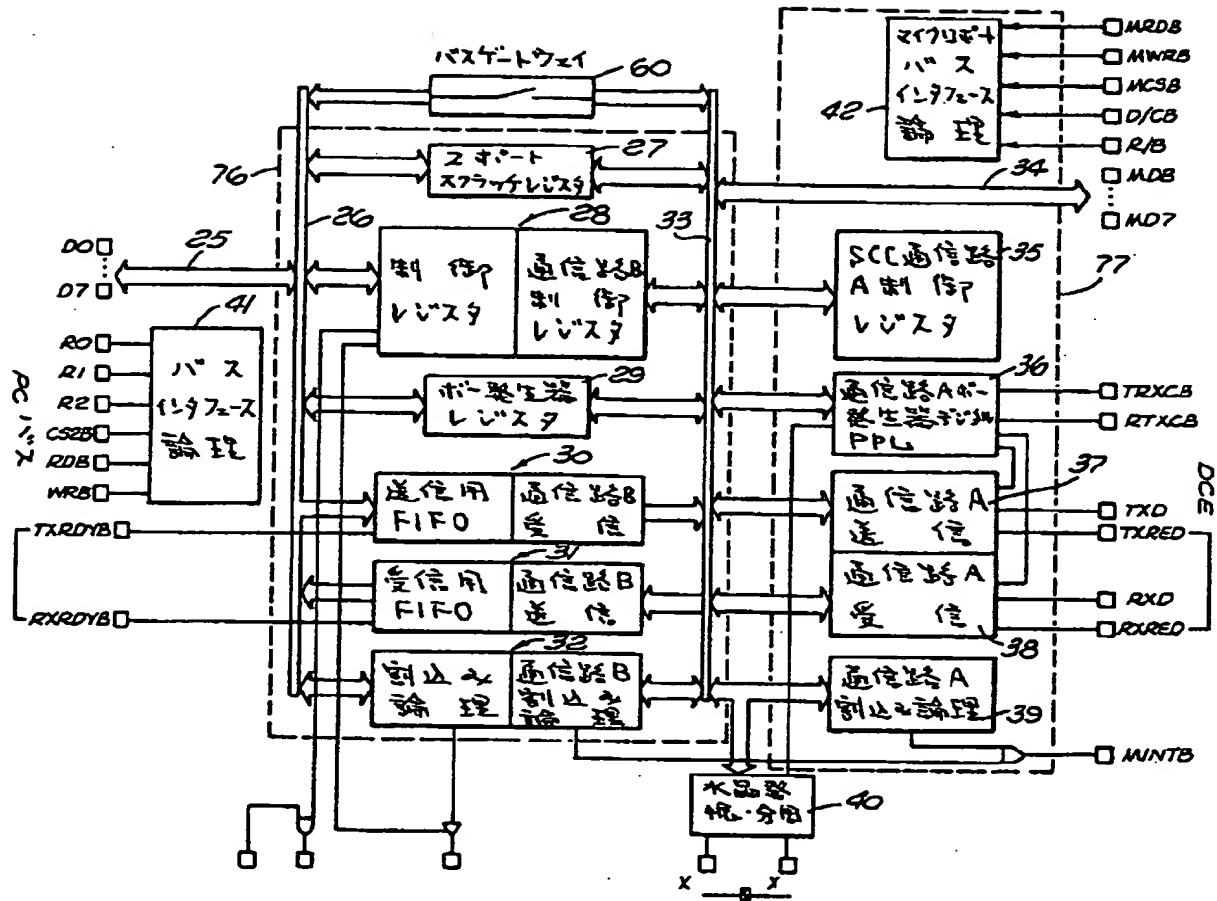 バスゲートウェイ
60
マイクロポート
バス
インタフェース
論理
42
MRDB
MWRB
MCSB
D/CB
R/B
MDB
MD7
34
76
27
スポート
スクラッチレジスタ
26
28
33
制御
レジスタ
通信路B
制御
レジスタ
25
D0
D7
SCC通信路
A制御
レジスタ
35
77
41
R0
R1
R2
CS2B
RDB
WRB
PCバス
バス
インタフェース
論理
29
ボー発生器
レジスタ
36
通信路Aボー
発生器デジタル
PPL
TRXCB
RTXCB
30
送信用
FIFO
通信路B
受信
37
通信路A
送信
DCE
TXD
TXRED
TXRDYB
31
受信用
FIFO
通信路B
送信
通信路A
受信
38
RXD
RXRED
RXRDYB
32
割込み
論理
通信路B
割込み
論理
通信路A
割込み論理
39
MINTB
水晶発
振・分周
40
X X